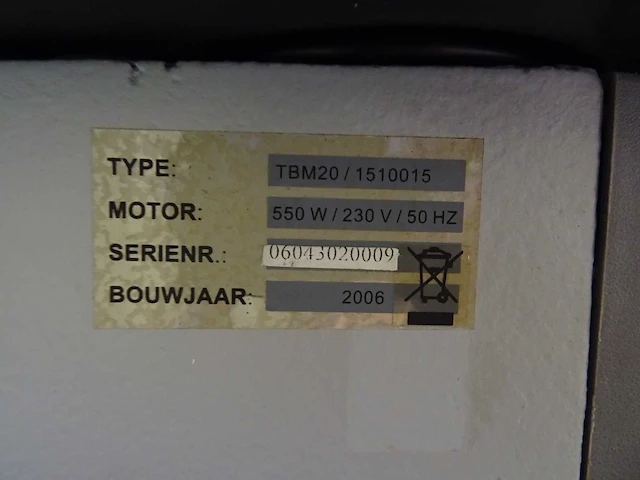 TYPE: TBM20 / 1510015
MOTOR: 550 W / 230 V / 50 HZ
SERIENR.: 06043020009
BOUWJAAR: 2006